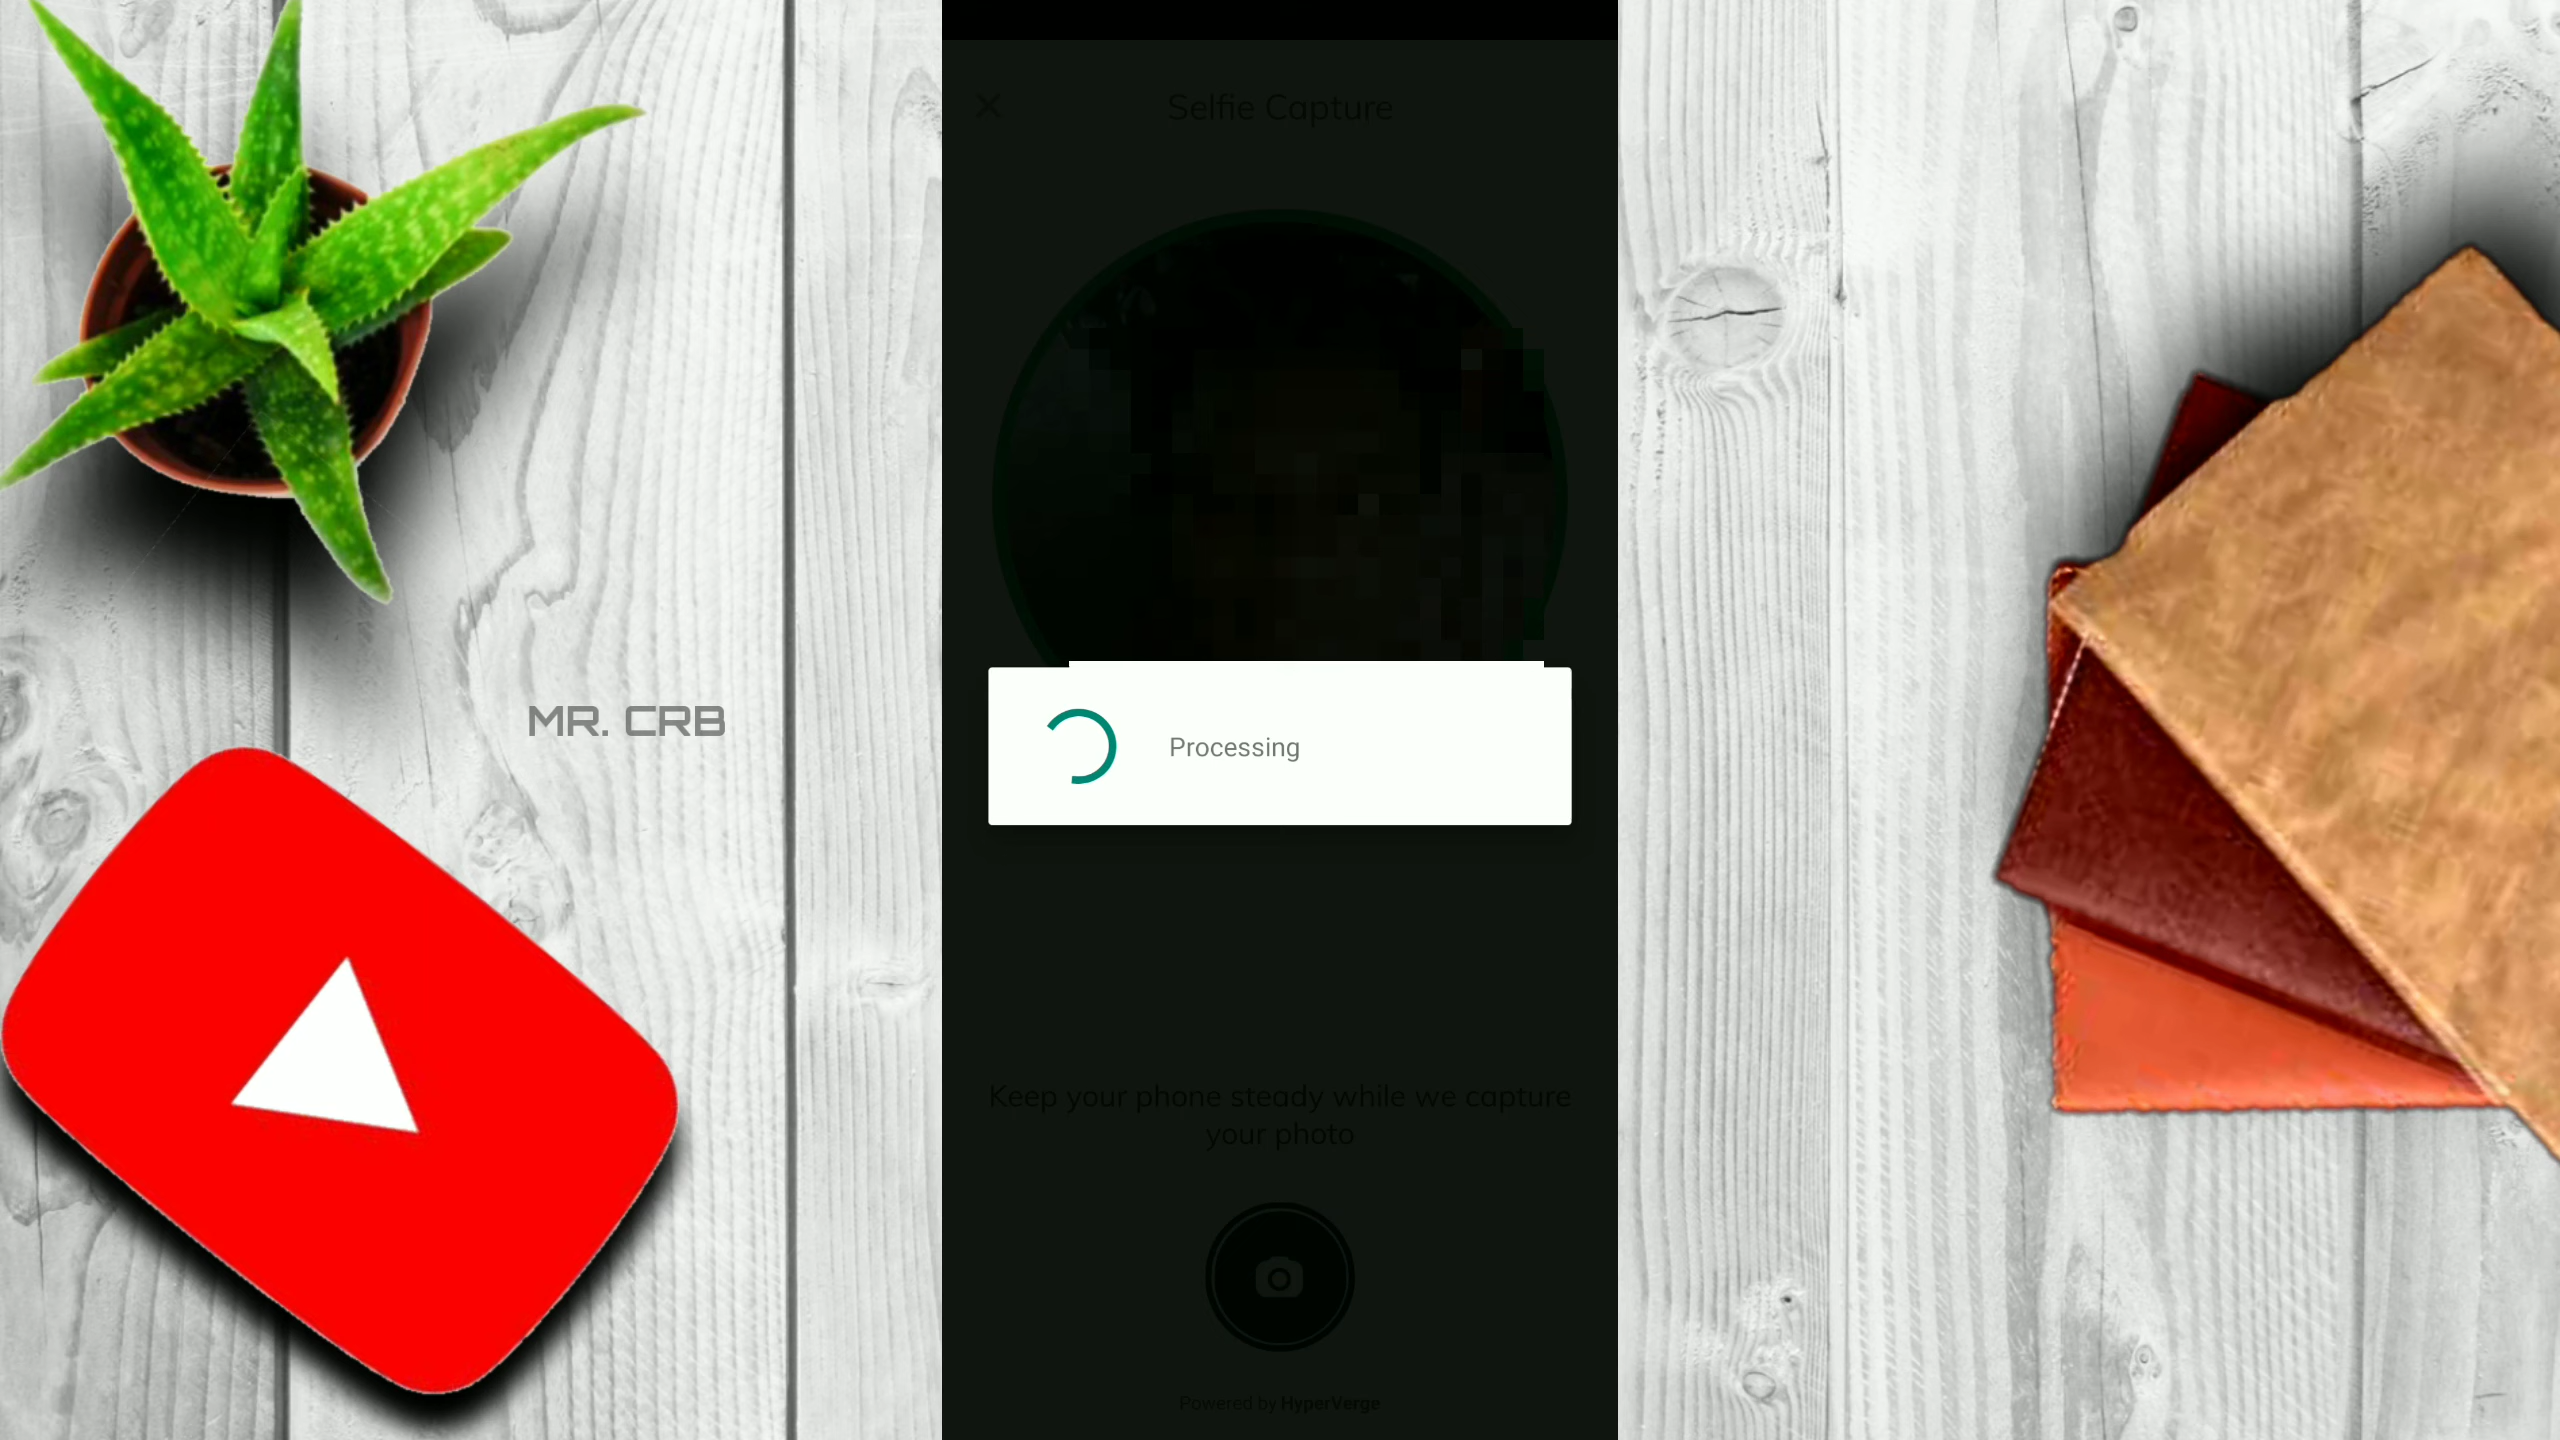 Selfie Capture
MR. CRB
Processing
Keep your phone steady while we capture
your photo
Powered by HyperVerge